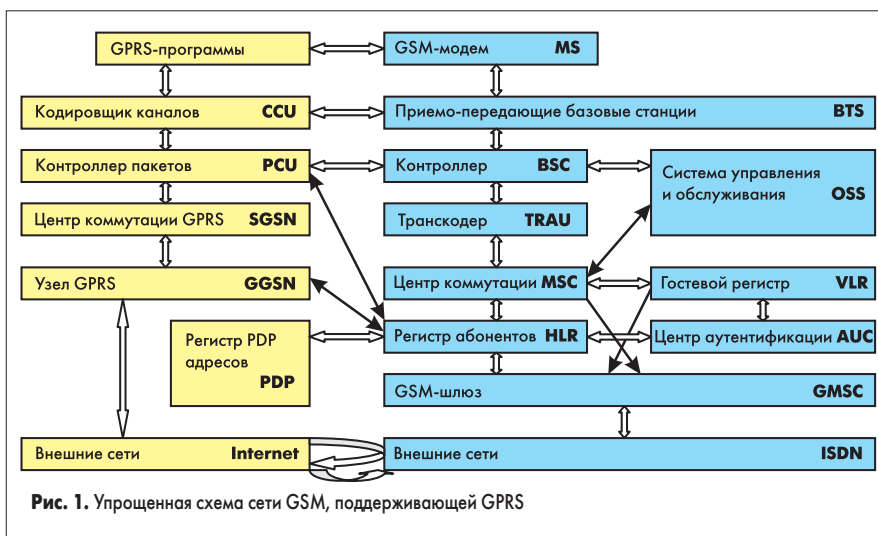 GPRS-программы
GSM-модем MS
Кодировщик каналов CCU
Приемо-передающие базовые станции BTS
Контроллер пакетов PCU
Контроллер BSC
Система управления
и обслуживания OSS
Центр коммутации GPRS SGSN
Транскодер TRAU
Узел GPRS GGSN
Центр коммутации MSC
Гостевой регистр VLR
Регистр PDP
адресов
PDP
Регистр абонентов HLR
Центр аутентификации AUC
GSM-шлюз GMSC
Внешние сети Internet
Внешние сети ISDN
Рис. 1. Упрощенная схема сети GSM, поддерживающей GPRS